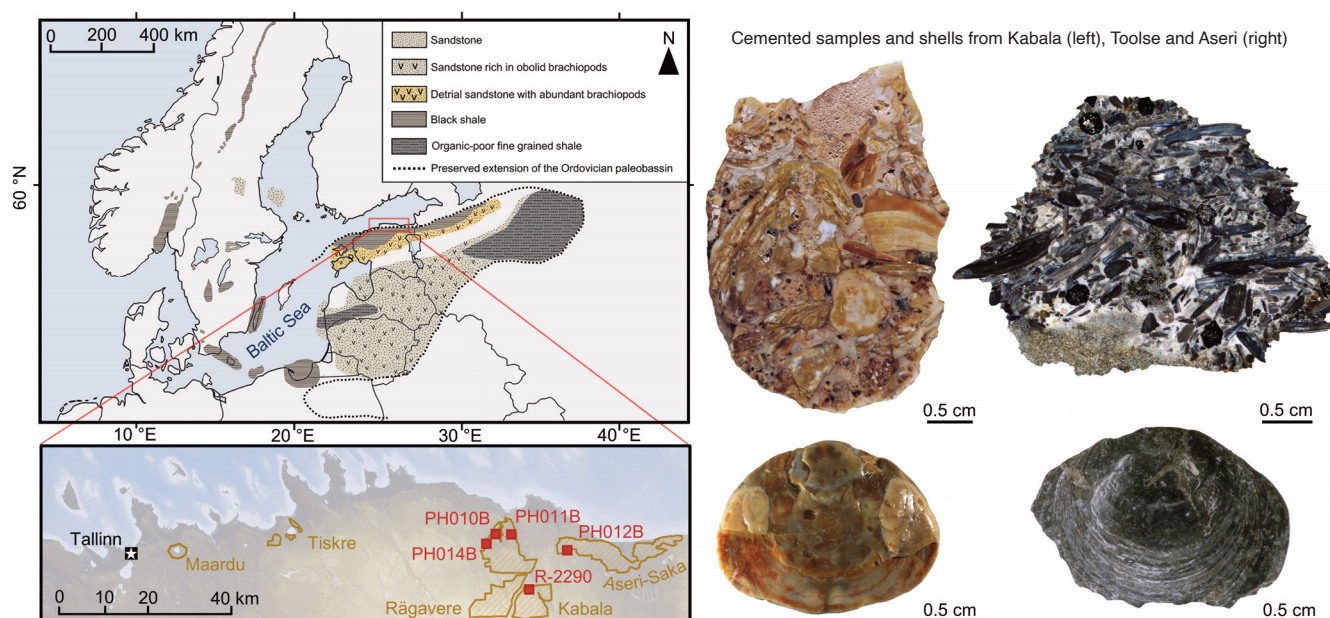 0 200 400 km
N
Sandstone
Sandstone rich in obolid brachiopods
Detrial sandstone with abundant brachiopods
Black shale
Organic-poor fine grained shale
Preserved extension of the Ordovician paleobassin
60 °N
Baltic Sea
10 °E 20 °E 30 °E 40 °E
Tallinn
Maardu
Tiskre
PH010B
PH011B
PH014B
PH012B
R-2290
Aseri-Saka
Rägavere
Kabala
0 20 40 km
Cemented samples and shells from Kabala (left), Toolse and Aseri (right)
0.5 cm
0.5 cm
0.5 cm
0.5 cm